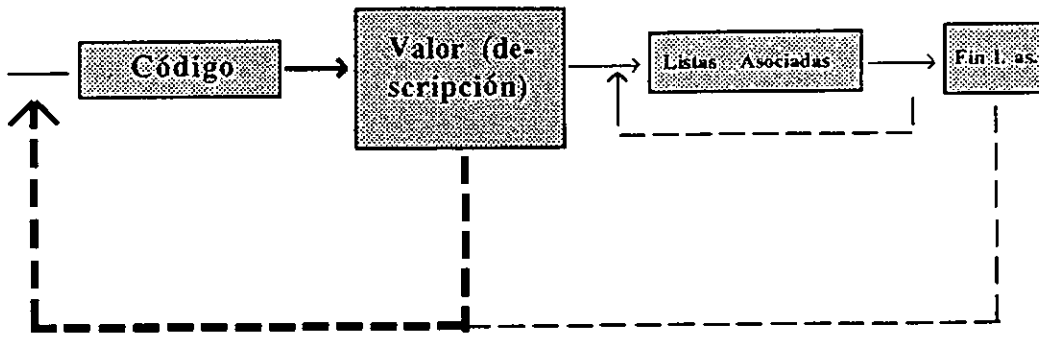 Código
Valor (de-
scripción)
Listas Asociadas
Fin l. as.